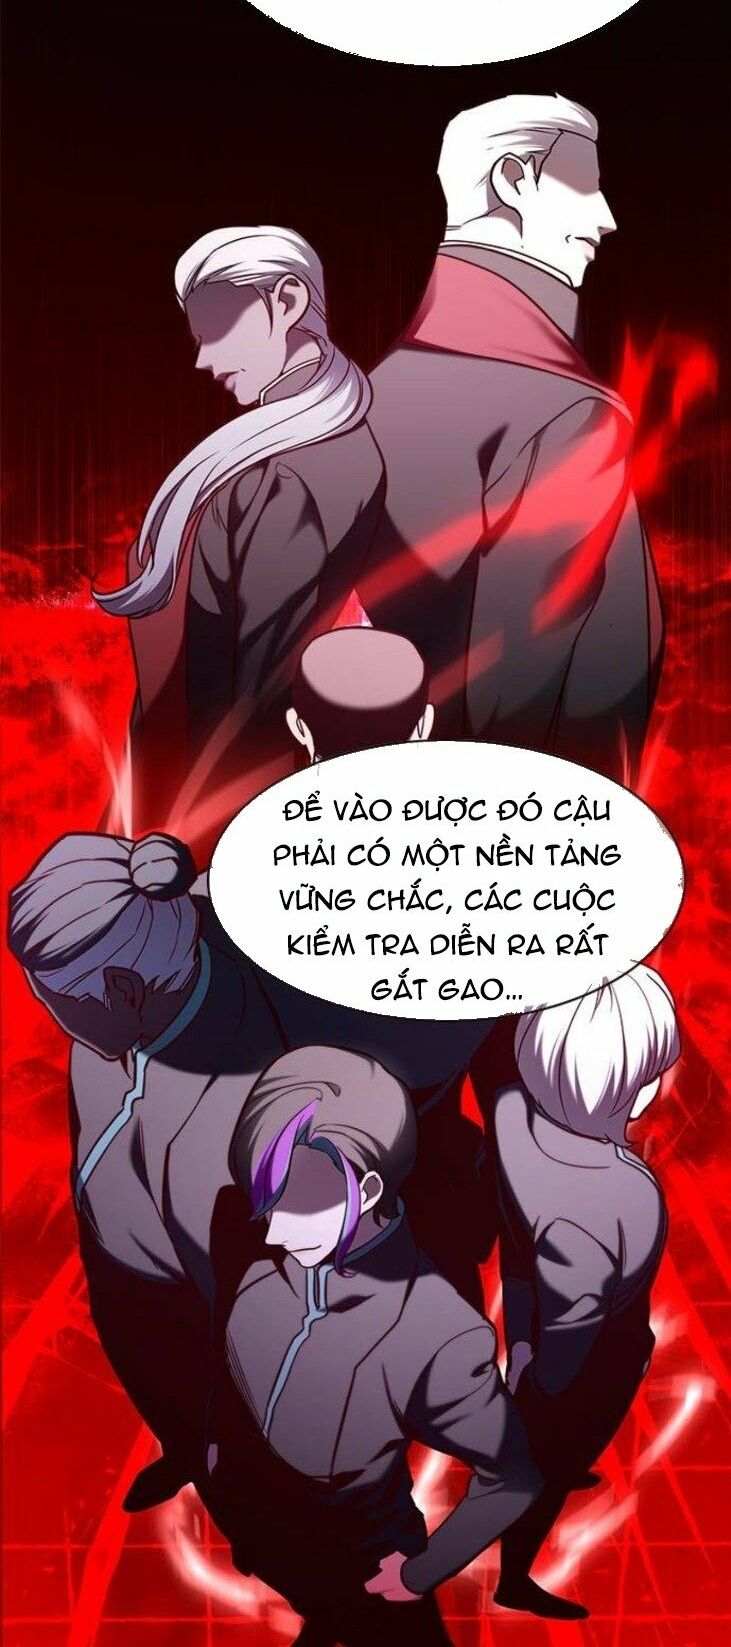 ĐỂ VÀO ĐƯỢC ĐÓ CẬU
PHẢI CÓ MỘT NỀN TẢNG
VỮNG CHẮC, CÁC CUỘC
KIỂM TRA DIỄN RA RẤT
GẮT GAO...